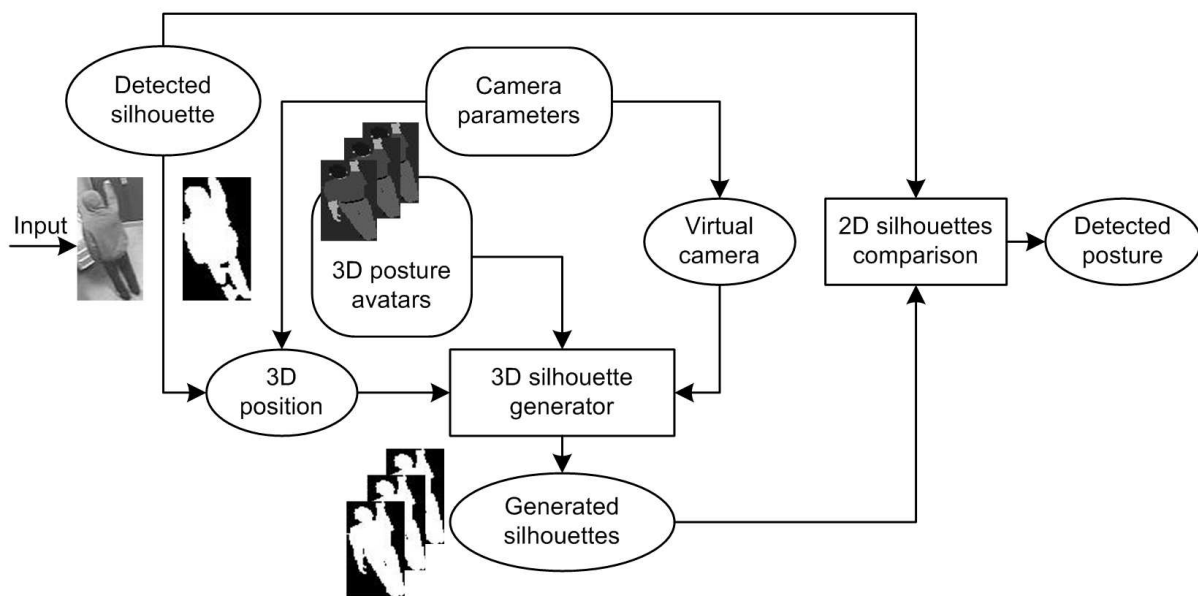 Detected
silhouette
Camera
parameters
Input
3D posture
avatars
Virtual
camera
2D silhouettes
comparison
Detected
posture
3D
position
3D silhouette
generator
Generated
silhouettes